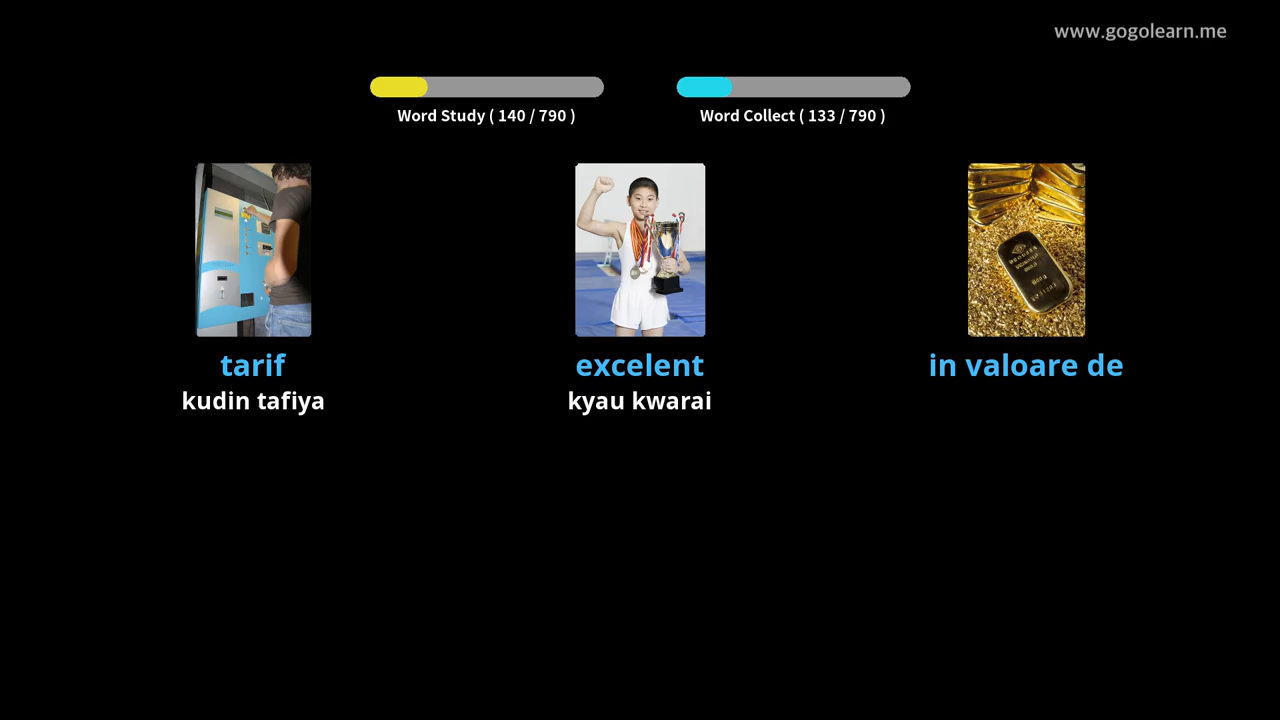 www.gogolearn.me
Word Study ( 140 / 790 )
Word Collect ( 133 / 790 )
tarif
kudin tafiya
excelent
kyau kwarai
in valoare de